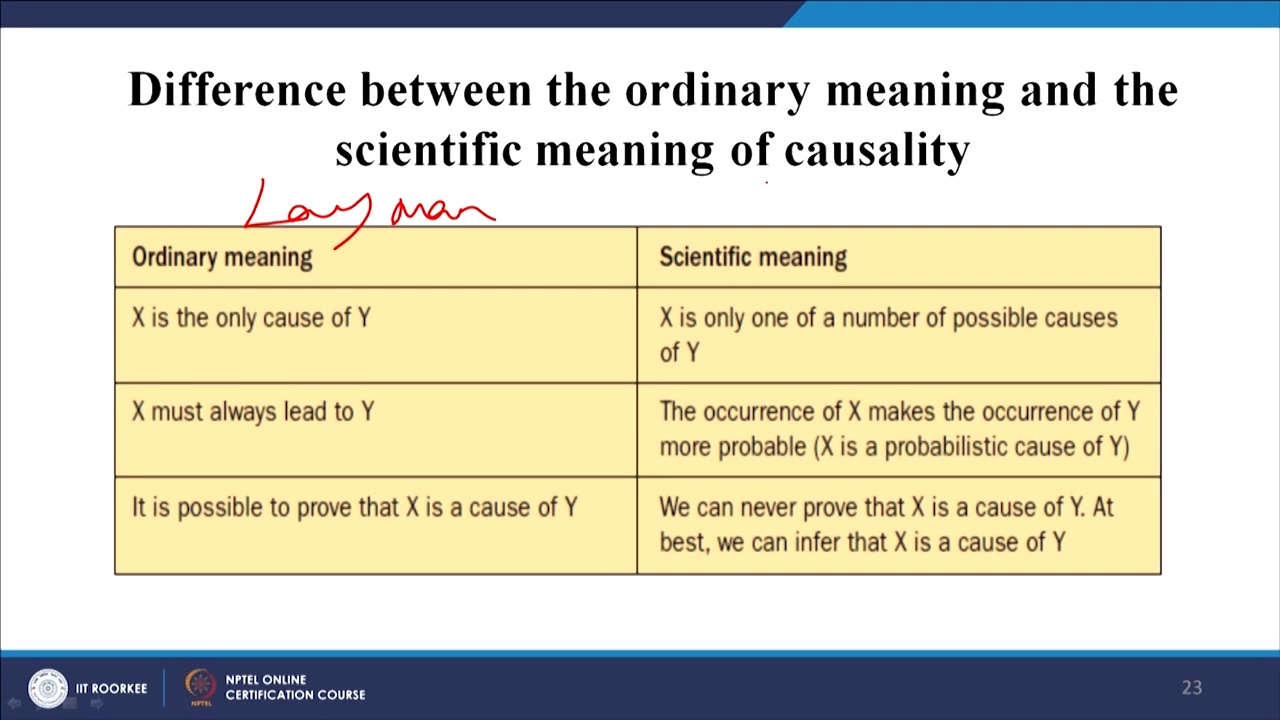 Difference between the ordinary meaning and the
scientific meaning of causality
Layman
Ordinary meaning
Scientific meaning
X is the only cause of Y
X is only one of a number of possible causes
of Y
X must always lead to Y
The occurrence of X makes the occurrence of Y
more probable (X is a probabilistic cause of Y)
It is possible to prove that X is a cause of Y
We can never prove that X is a cause of Y. At
best, we can infer that X is a cause of Y
IIT ROORKEE
NPTEL
NPTEL ONLINE
CERTIFICATION COURSE
23